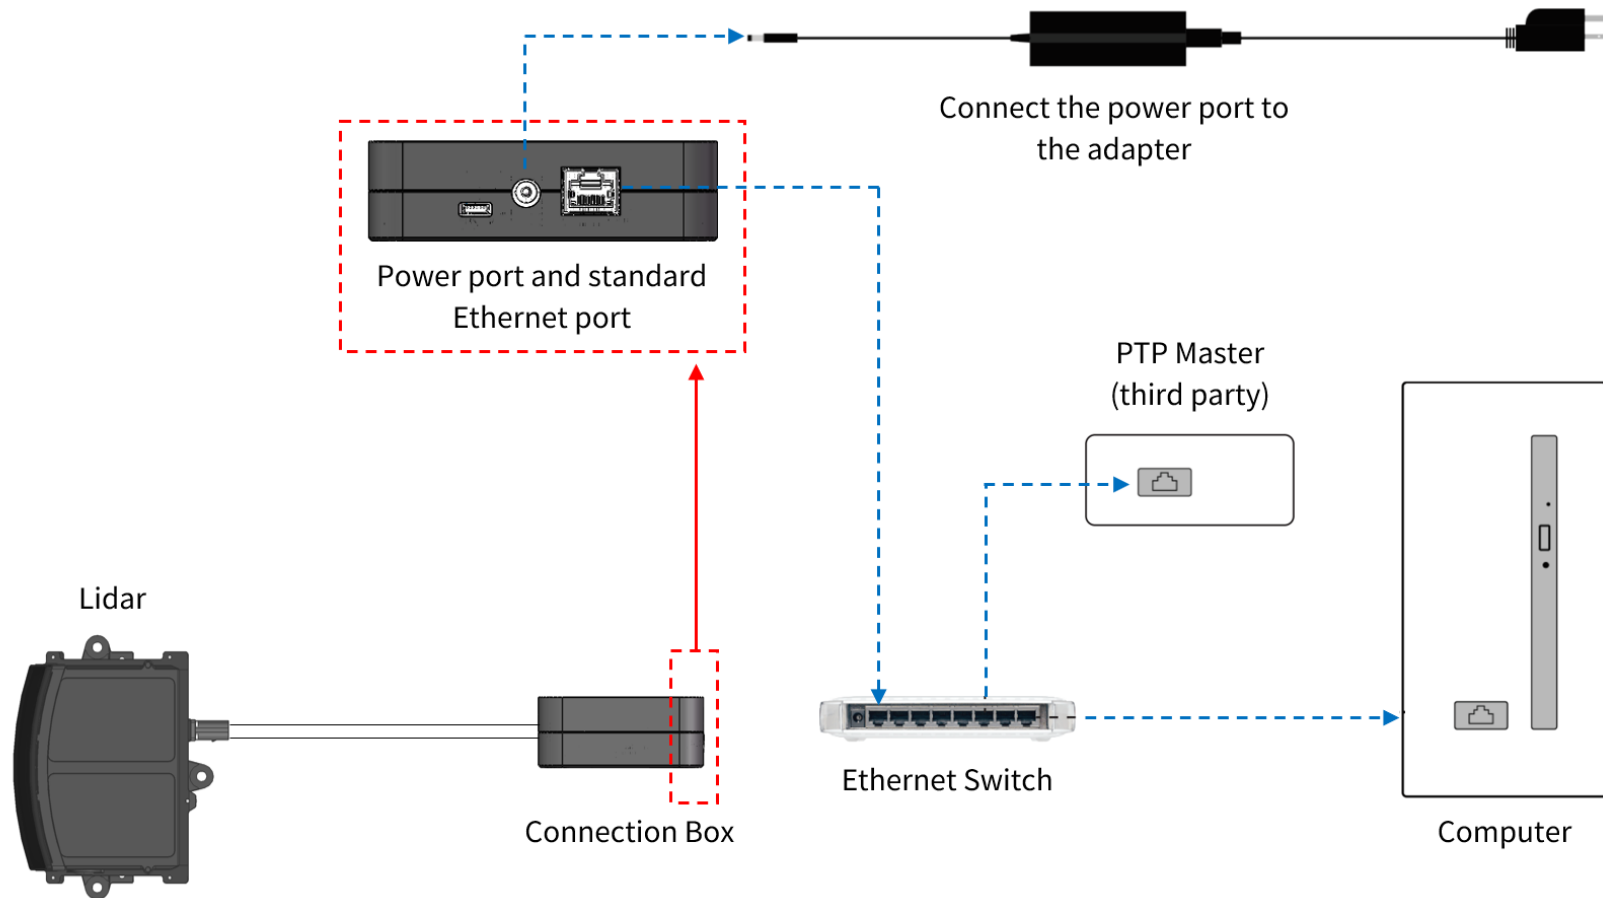 Connect the power port to
the adapter
Power port and standard
Ethernet port
PTP Master
(third party)
Lidar
Ethernet Switch
Connection Box
Computer